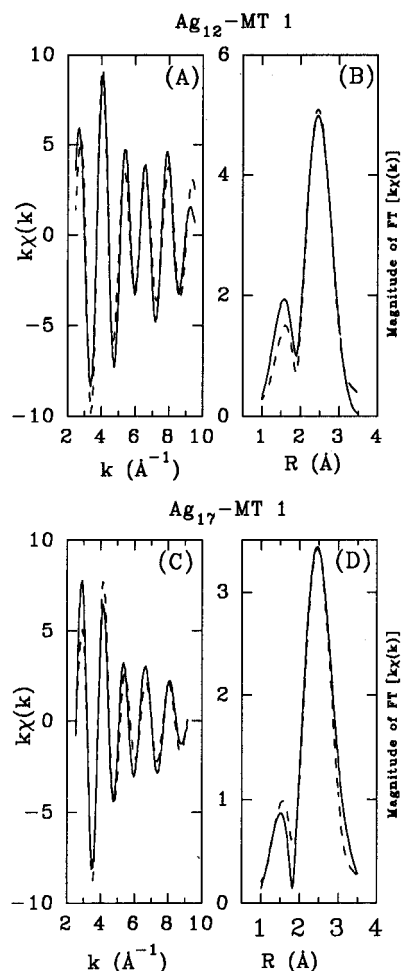 Ag12-MT 1
(A)
(B)
kχ(k)
10
5
0
-5
-10
2 4 6 8 10
k (Å⁻¹)
6
4
2
0
0 1 2 3 4
R (Å)
Magnitude of FT [kχ(k)]
Ag17-MT 1
(C)
(D)
kχ(k)
10
5
0
-5
-10
2 4 6 8 10
k (Å⁻¹)
3
2
1
0
0 1 2 3 4
R (Å)
Magnitude of FT [kχ(k)]